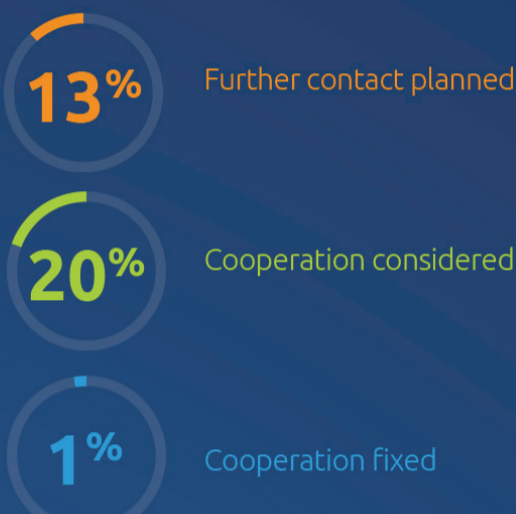 13% Further contact planned
20% Cooperation considered
1% Cooperation fixed